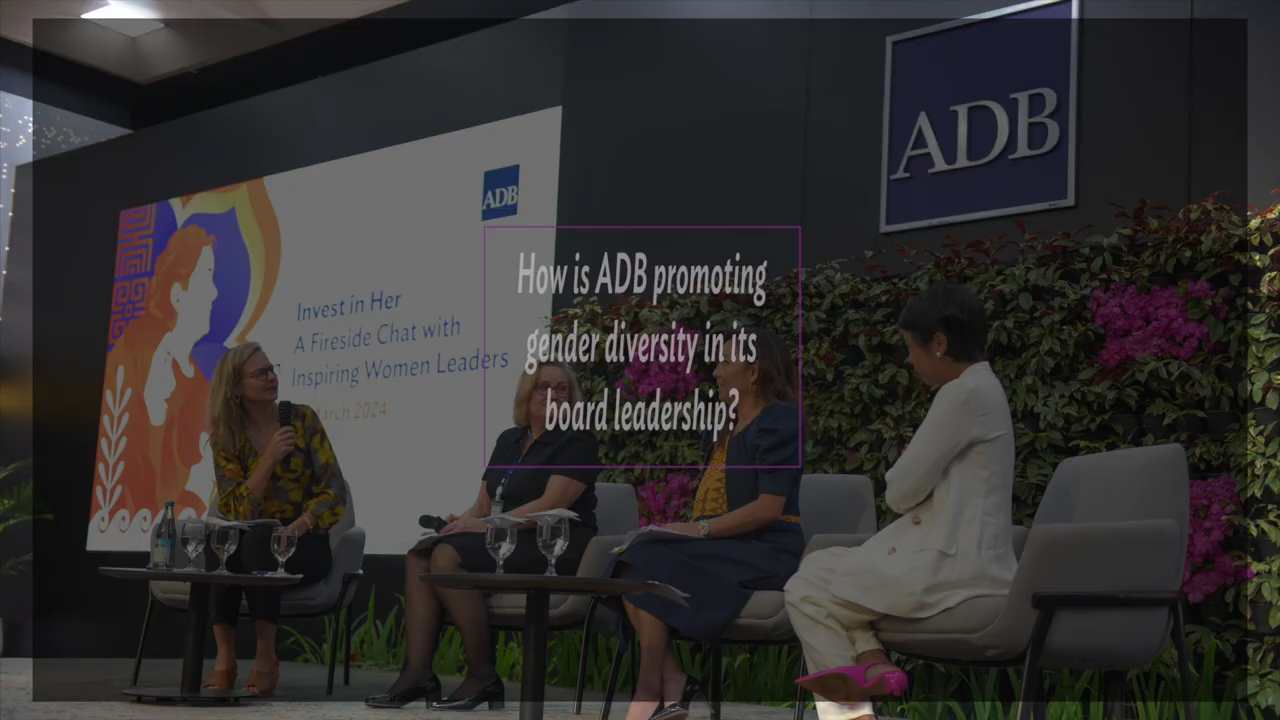 ADB
ADB
Invest in Her
A Fireside Chat with
Inspiring Women Leaders
March 2024
How is ADB promoting
gender diversity in its
board leadership?